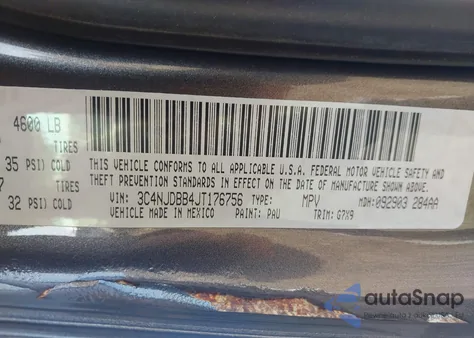 4600 LB
TIRES
35 PSI) COLD
TIRES
32 PSI) COLD
THIS VEHICLE CONFORMS TO ALL APPLICABLE U.S.A. FEDERAL MOTOR VEHICLE SAFETY AND
THEFT PREVENTION STANDARDS IN EFFECT ON THE DATE OF MANUFACTURE SHOWN ABOVE.
VIN: 3C4NJDBB4JT176756 TYPE: MPV MDH: 092903 284AA
MADE IN MEXICO PAINT: PAU TRIM: G7X9
autoSnap